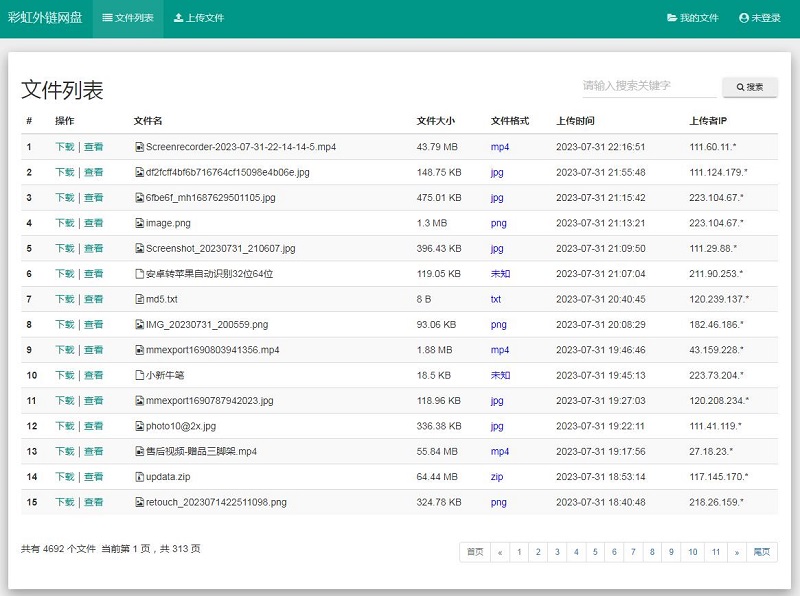 彩虹外链网盘 文件列表 上传文件 我的文件 未登录
文件列表 请输入搜索关键字 搜索
# 操作 文件名 文件大小 文件格式 上传时间 上传者IP
1 下载 | 查看 Screenrecorder-2023-07-31-22-14-14-5.mp4 43.79 MB mp4 2023-07-31 22:16:51 111.60.11.*
2 下载 | 查看 df2fcff4bf6b716764cf15098e4b06e.jpg 148.75 KB jpg 2023-07-31 21:55:48 111.124.179.*
3 下载 | 查看 6fbe6f_mh1687629501105.jpg 475.01 KB jpg 2023-07-31 21:15:42 223.104.67.*
4 下载 | 查看 image.png 1.3 MB png 2023-07-31 21:13:21 223.104.67.*
5 下载 | 查看 Screenshot_20230731_210607.jpg 396.43 KB jpg 2023-07-31 21:09:50 111.29.88.*
6 下载 | 查看 安卓转苹果自动识别32位64位 119.05 KB 未知 2023-07-31 21:07:04 211.90.253.*
7 下载 | 查看 md5.txt 8 B txt 2023-07-31 20:40:45 120.239.137.*
8 下载 | 查看 IMG_20230731_200559.png 93.06 KB png 2023-07-31 20:08:29 182.46.186.*
9 下载 | 查看 mmexport1690803941356.mp4 1.88 MB mp4 2023-07-31 19:46:46 43.159.228.*
10 下载 | 查看 小新牛笔 18.5 KB 未知 2023-07-31 19:45:13 223.73.204.*
11 下载 | 查看 mmexport1690787942023.jpg 118.96 KB jpg 2023-07-31 19:27:03 120.208.234.*
12 下载 | 查看 photo10@2x.jpg 336.38 KB jpg 2023-07-31 19:22:11 111.41.119.*
13 下载 | 查看 售后视频-赠品三脚架.mp4 55.84 MB mp4 2023-07-31 19:17:56 27.18.23.*
14 下载 | 查看 updata.zip 64.44 MB zip 2023-07-31 18:53:14 117.145.170.*
15 下载 | 查看 retouch_2023071422511098.png 324.78 KB png 2023-07-31 18:40:48 218.26.159.*
共有 4692 个文件 当前第 1 页，共 313 页 首页 « 1 2 3 4 5 6 7 8 9 10 11 » 尾页